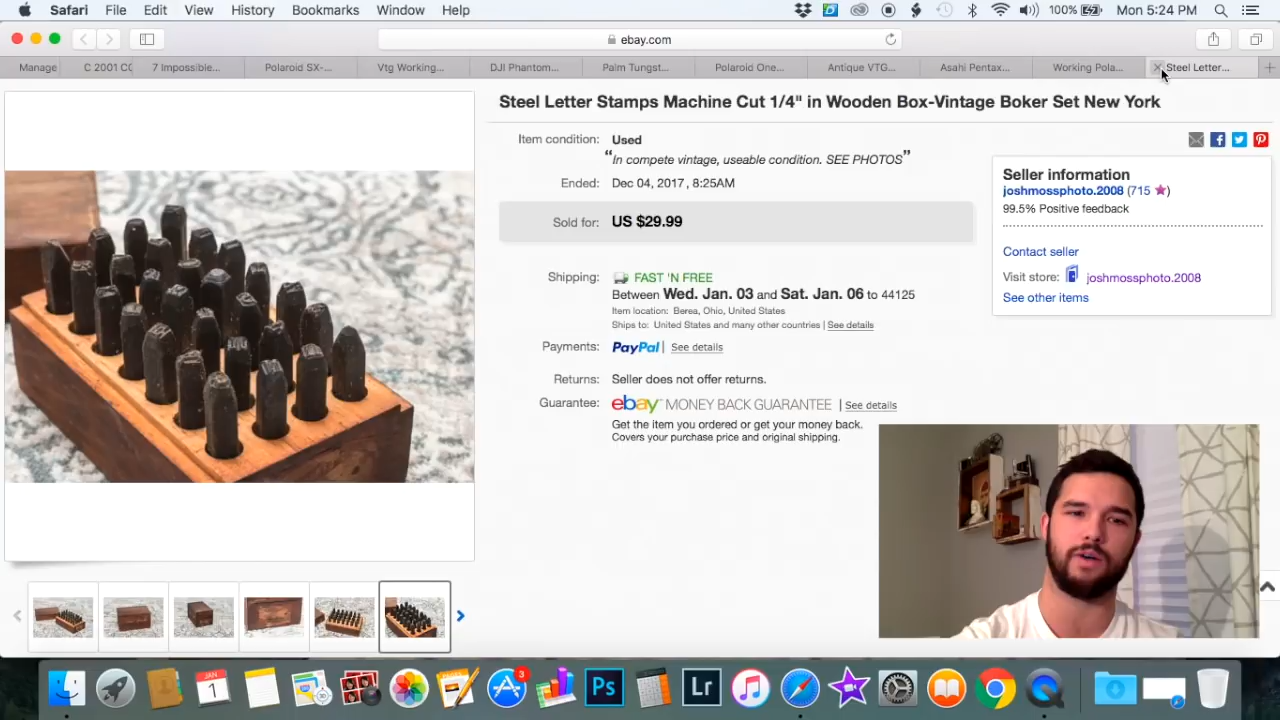 Safari File Edit View History Bookmarks Window Help 100% Mon 5:24 PM
ebay.com
Manage C 2001 CC 7 Impossible... Polaroid SX-... Vtg Working... DJI Phantom... Palm Tungst... Polaroid One... Antique VTG... Asahi Pentax... Working Pola... Steel Letter...
Steel Letter Stamps Machine Cut 1/4" in Wooden Box-Vintage Boker Set New York
Item condition: Used
"In compete vintage, useable condition. SEE PHOTOS"
Ended: Dec 04, 2017 , 8:25AM
Sold for: US $29.99
Shipping: FAST 'N FREE
Between Wed. Jan. 03 and Sat. Jan. 06 to 44125
Item location: Berea, Ohio, United States
Ships to: United States and many other countries | See details
Payments: PayPal | See details
Returns: Seller does not offer returns.
Guarantee: ebay MONEY BACK GUARANTEE | See details
Get the item you ordered or get your money back.
Covers your purchase price and original shipping.
Seller information
joshmossphoto.2008 (715 ★)
99.5% Positive feedback
Contact seller
Visit store: joshmossphoto.2008
See other items
JAN
1
3
Ps
Lr